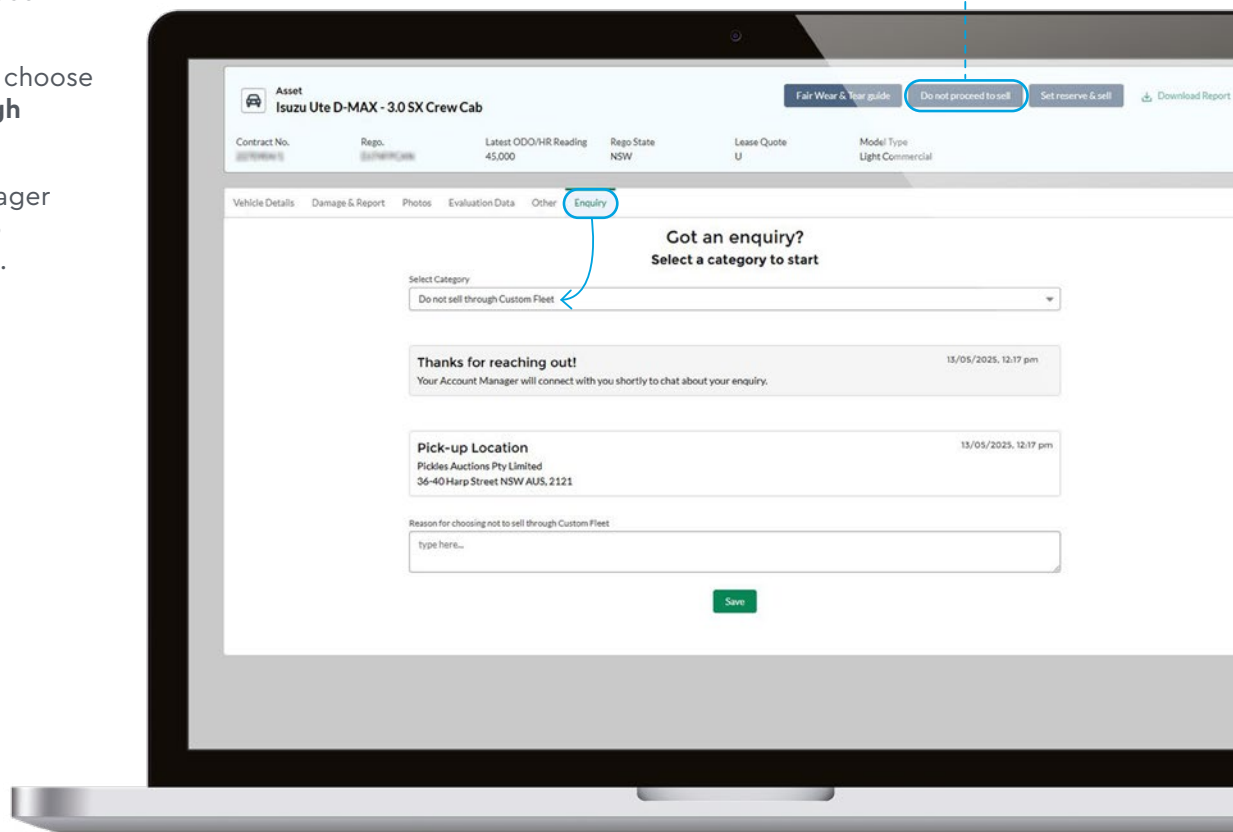 choose
gh
ager
.
Asset
Isuzu Ute D-MAX - 3.0 SX Crew Cab
Fair Wear & Tear guide
Do not proceed to sell
Set reserve & sell
Download Report
Contract No.
Rego.
Latest ODO/HR Reading
45,000
Rego State
NSW
Lease Quote
U
Model Type
Light Commercial
Vehicle Details
Damage & Report
Photos
Evaluation Data
Other
Enquiry
Got an enquiry?
Select a category to start
Select Category
Do not sell through Custom Fleet
Thanks for reaching out!
13/05/2025, 12:17 pm
Your Account Manager will connect with you shortly to chat about your enquiry.
Pick-up Location
13/05/2025, 12:17 pm
Pickles Auctions Pty Limited
36-40 Harp Street NSW AUS, 2121
Reason for choosing not to sell through Custom Fleet
type here...
Save